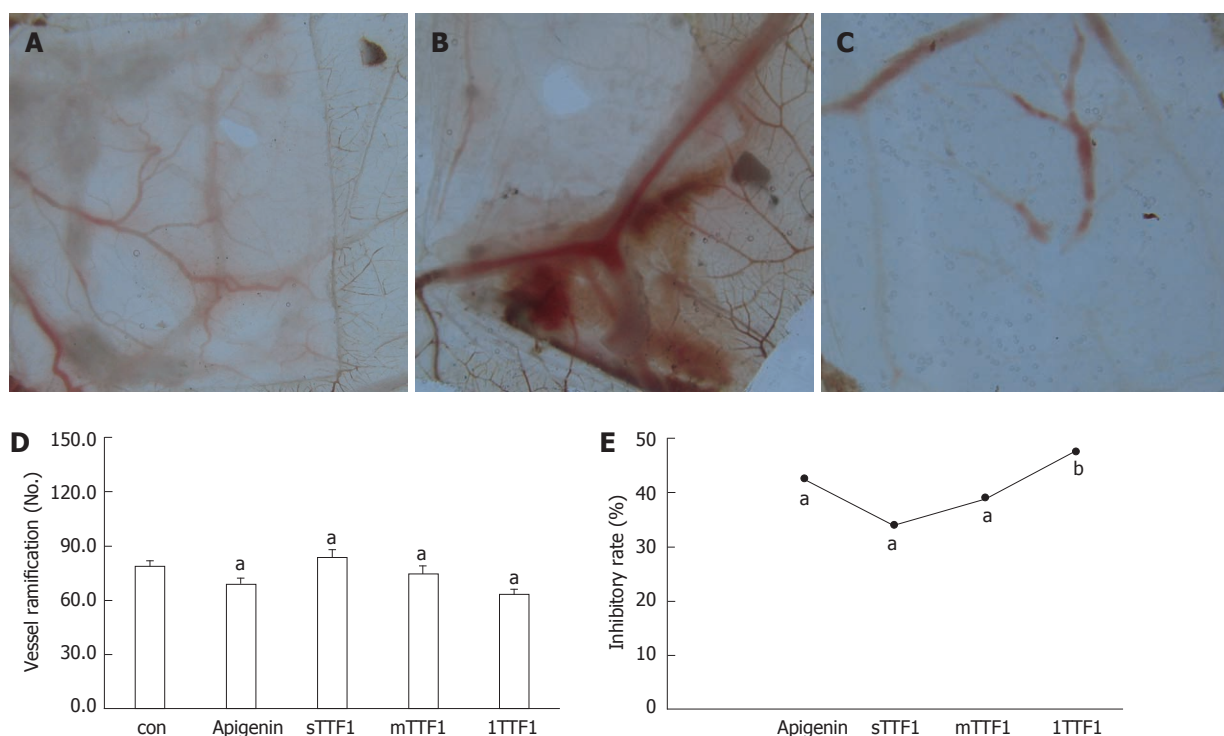 A
B
C
D
Vessel ramification (No.)
150.0
120.0
90.0
60.0
30.0
0.0
a
a
a
a
con Apigenin sTTF1 mTTF1 1TTF1
E
Inhibitory rate (%)
50
40
30
20
10
0
a
a
a
b
Apigenin sTTF1 mTTF1 1TTF1